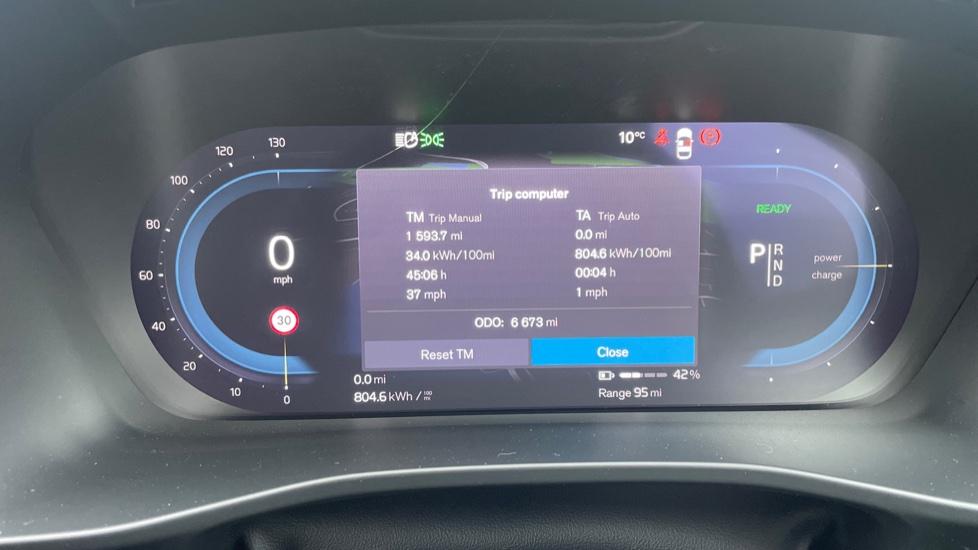 130
120
100
80
60
40
20
10
0
10°C
Trip computer
TM Trip Manual
1 593.7 mi
34.0 kWh/100mi
45:06 h
37 mph
TA Trip Auto
0.0 mi
804.6 kWh/100mi
00:04 h
1 mph
ODO: 6 673 mi
Reset TM
Close
0
mph
30
READY
P R
N
D
power
charge
0.0 mi
804.6 kWh / 100 mi
42%
Range 95 mi